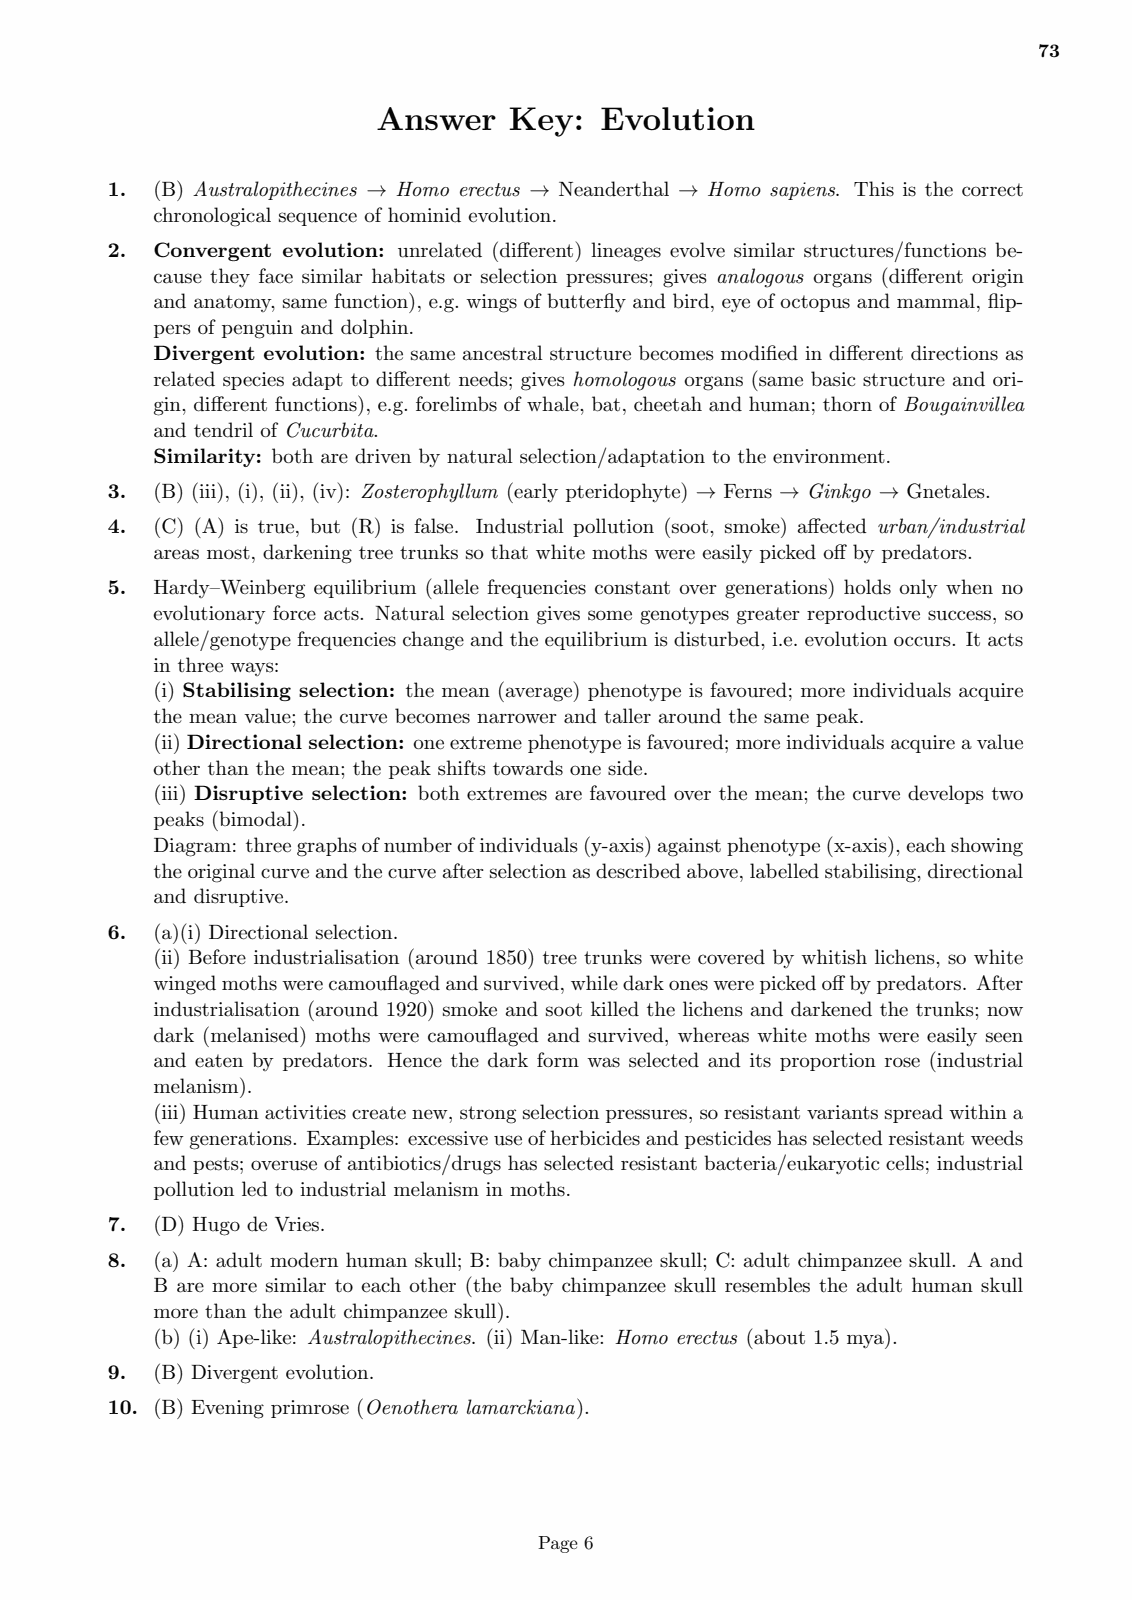 73
Answer Key: Evolution
1. (B) Australopithecines → Homo erectus → Neanderthal → Homo sapiens. This is the correct
chronological sequence of hominid evolution.
2. Convergent evolution: unrelated (different) lineages evolve similar structures/functions be-
cause they face similar habitats or selection pressures; gives analogous organs (different origin
and anatomy, same function), e.g. wings of butterfly and bird, eye of octopus and mammal, flip-
pers of penguin and dolphin.
Divergent evolution: the same ancestral structure becomes modified in different directions as
related species adapt to different needs; gives homologous organs (same basic structure and ori-
gin, different functions), e.g. forelimbs of whale, bat, cheetah and human; thorn of Bougainvillea
and tendril of Cucurbita.
Similarity: both are driven by natural selection/adaptation to the environment.
3. (B) (iii), (i), (ii), (iv): Zosterophyllum (early pteridophyte) → Ferns → Ginkgo → Gnetales.
4. (C) (A) is true, but (R) is false. Industrial pollution (soot, smoke) affected urban/industrial
areas most, darkening tree trunks so that white moths were easily picked off by predators.
5. Hardy–Weinberg equilibrium (allele frequencies constant over generations) holds only when no
evolutionary force acts. Natural selection gives some genotypes greater reproductive success, so
allele/genotype frequencies change and the equilibrium is disturbed, i.e. evolution occurs. It acts
in three ways:
(i) Stabilising selection: the mean (average) phenotype is favoured; more individuals acquire
the mean value; the curve becomes narrower and taller around the same peak.
(ii) Directional selection: one extreme phenotype is favoured; more individuals acquire a value
other than the mean; the peak shifts towards one side.
(iii) Disruptive selection: both extremes are favoured over the mean; the curve develops two
peaks (bimodal).
Diagram: three graphs of number of individuals (y-axis) against phenotype (x-axis), each showing
the original curve and the curve after selection as described above, labelled stabilising, directional
and disruptive.
6. (a)(i) Directional selection.
(ii) Before industrialisation (around 1850) tree trunks were covered by whitish lichens, so white
winged moths were camouflaged and survived, while dark ones were picked off by predators. After
industrialisation (around 1920) smoke and soot killed the lichens and darkened the trunks; now
dark (melanised) moths were camouflaged and survived, whereas white moths were easily seen
and eaten by predators. Hence the dark form was selected and its proportion rose (industrial
melanism).
(iii) Human activities create new, strong selection pressures, so resistant variants spread within a
few generations. Examples: excessive use of herbicides and pesticides has selected resistant weeds
and pests; overuse of antibiotics/drugs has selected resistant bacteria/eukaryotic cells; industrial
pollution led to industrial melanism in moths.
7. (D) Hugo de Vries.
8. (a) A: adult modern human skull; B: baby chimpanzee skull; C: adult chimpanzee skull. A and
B are more similar to each other (the baby chimpanzee skull resembles the adult human skull
more than the adult chimpanzee skull).
(b) (i) Ape-like: Australopithecines. (ii) Man-like: Homo erectus (about 1.5 mya).
9. (B) Divergent evolution.
10. (B) Evening primrose (Oenothera lamarckiana).
Page 6